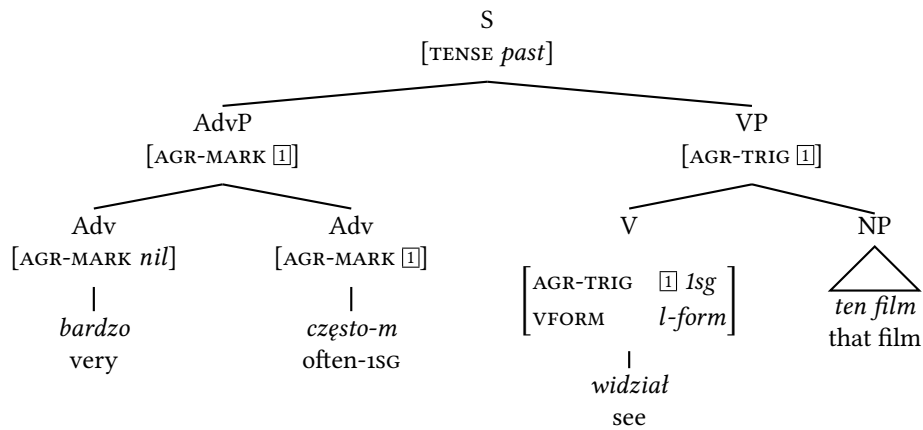 S
[TENSE past]
AdvP VP
[AGR-MARK 1] [AGR-TRIG 1]
Adv Adv V NP
[AGR-MARK nil] [AGR-MARK 1]
AGR-TRIG 1 1sg
VFORM l-form
bardzo często-m
very often-1SG
ten film
that film
widział
see